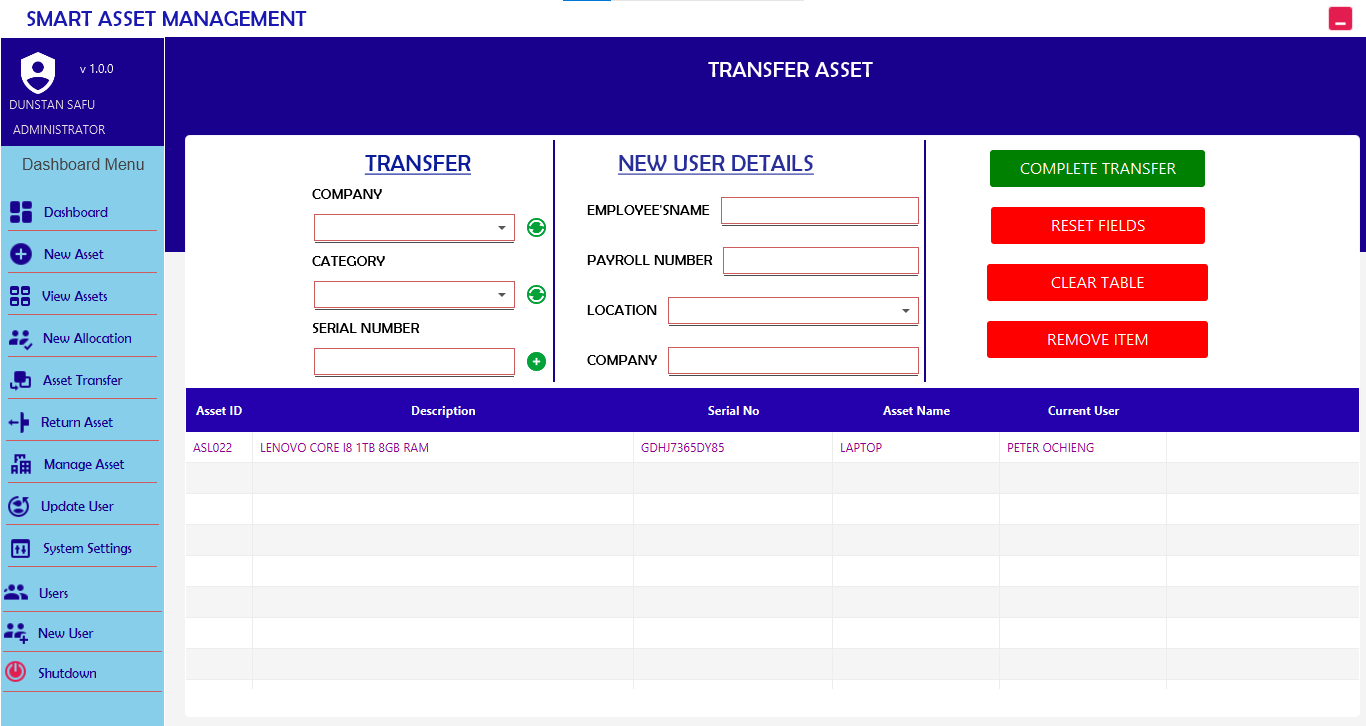 SMART ASSET MANAGEMENT
v 1.0.0
DUNSTAN SAFU
ADMINISTRATOR
Dashboard Menu
Dashboard
New Asset
View Assets
New Allocation
Asset Transfer
Return Asset
Manage Asset
Update User
System Settings
Users
New User
Shutdown
TRANSFER ASSET
TRANSFER
COMPANY
CATEGORY
SERIAL NUMBER
NEW USER DETAILS
EMPLOYEE'SNAME
PAYROLL NUMBER
LOCATION
COMPANY
COMPLETE TRANSFER
RESET FIELDS
CLEAR TABLE
REMOVE ITEM
Asset ID Description Serial No Asset Name Current User
ASL022 LENOVO CORE I8 1TB 8GB RAM GDHJ7365DY85 LAPTOP PETER OCHIENG